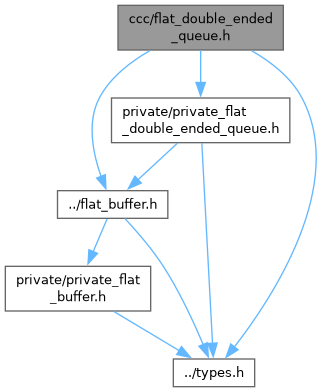 ccc/flat_double_ended
_queue.h
private/private_flat
_double_ended_queue.h
../flat_buffer.h
private/private_flat
_buffer.h
../types.h